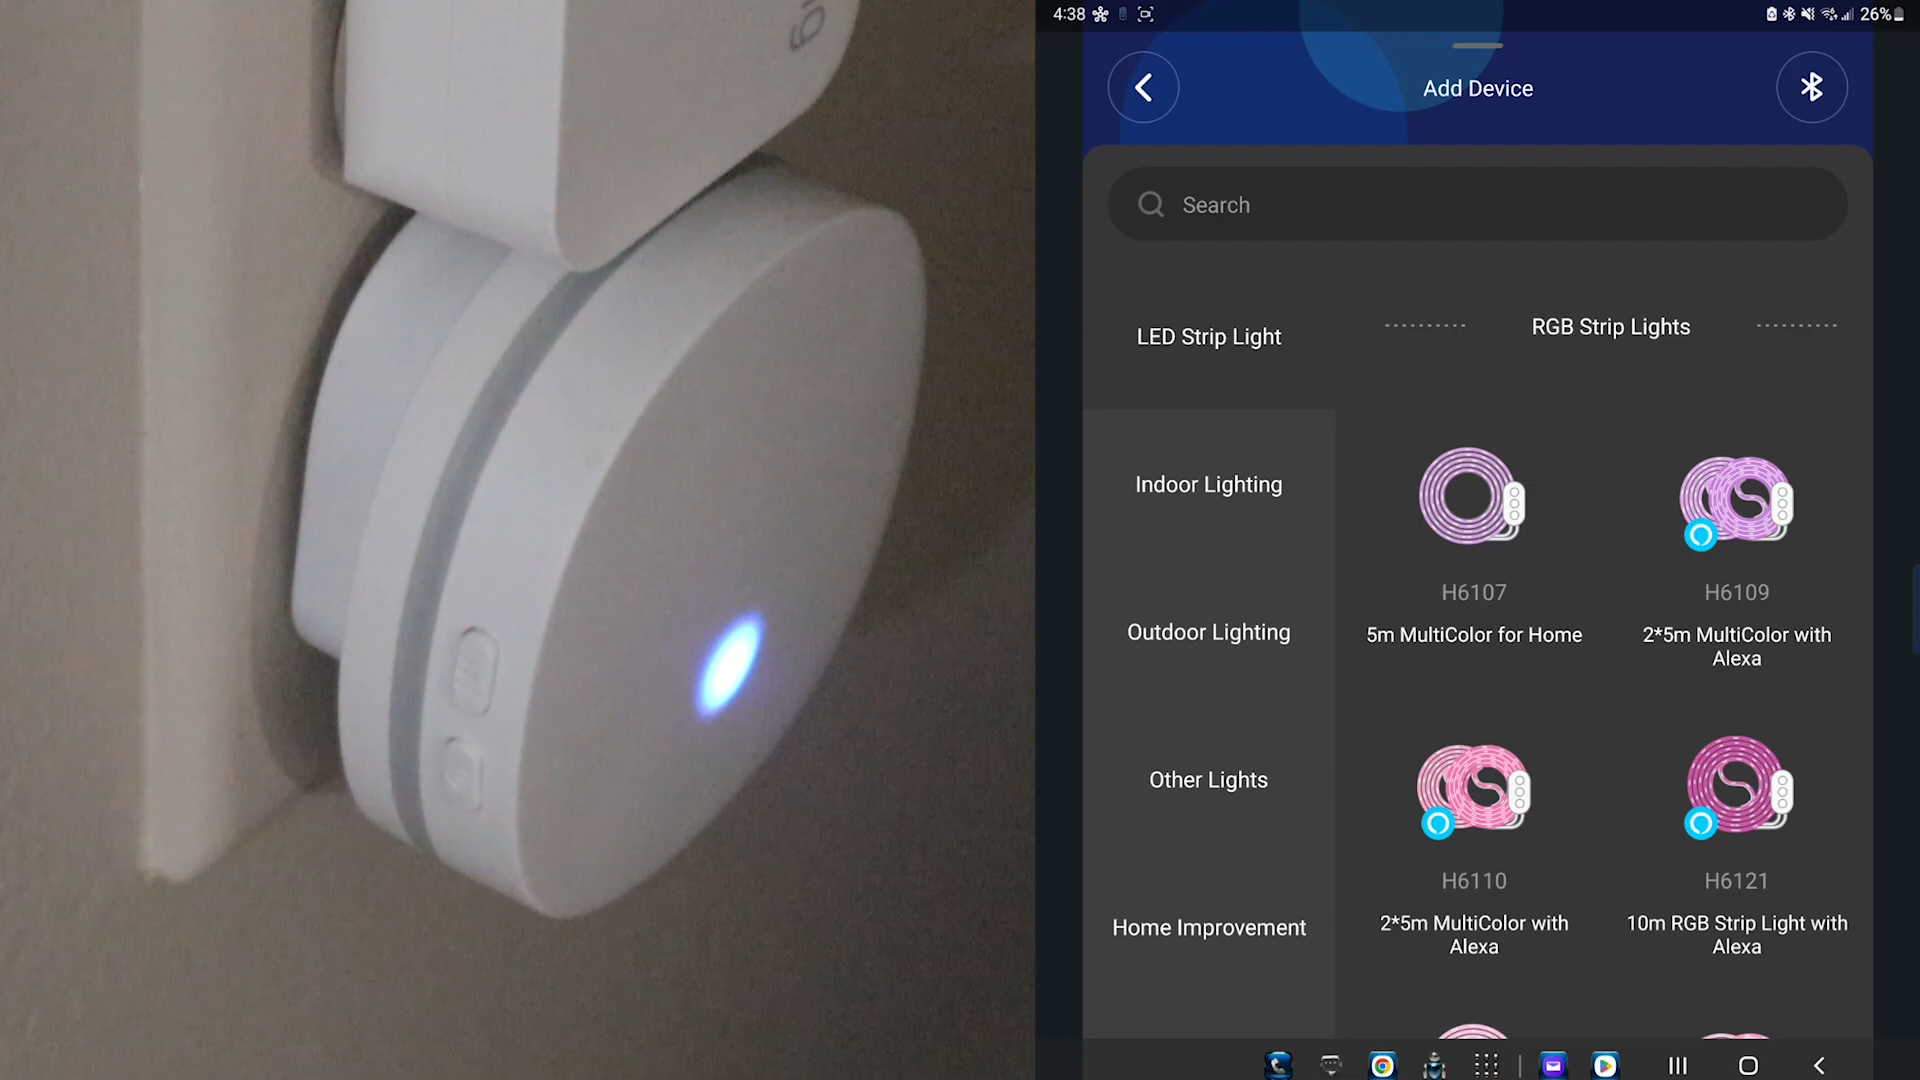 4:38
26%
Add Device
Search
LED Strip Light
RGB Strip Lights
Indoor Lighting
Outdoor Lighting
Other Lights
Home Improvement
H6107
5m MultiColor for Home
H6109
2*5m MultiColor with
Alexa
H6110
2*5m MultiColor with
Alexa
H6121
10m RGB Strip Light with
Alexa